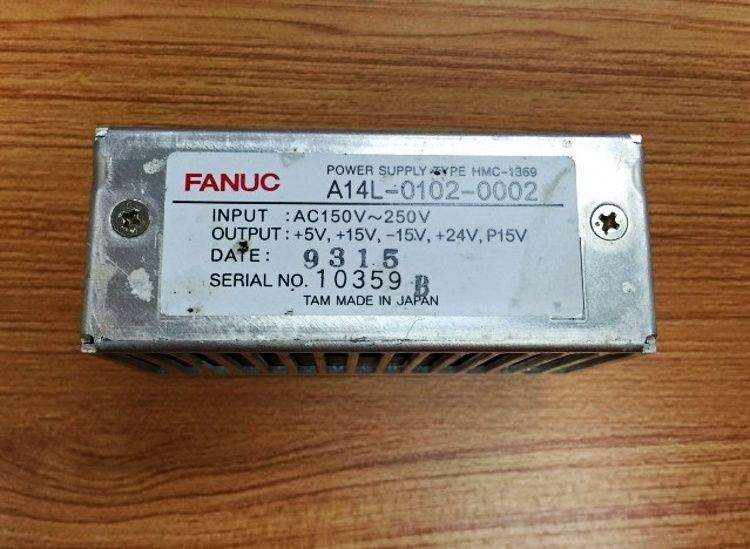 POWER SUPPLY TYPE HMC-1369
FANUC A14L-0102-0002
INPUT : AC150V~250V
OUTPUT : +5V, +15V, -15V, +24V, P15V
DATE : 9315
SERIAL NO. 10359 B
TAM MADE IN JAPAN